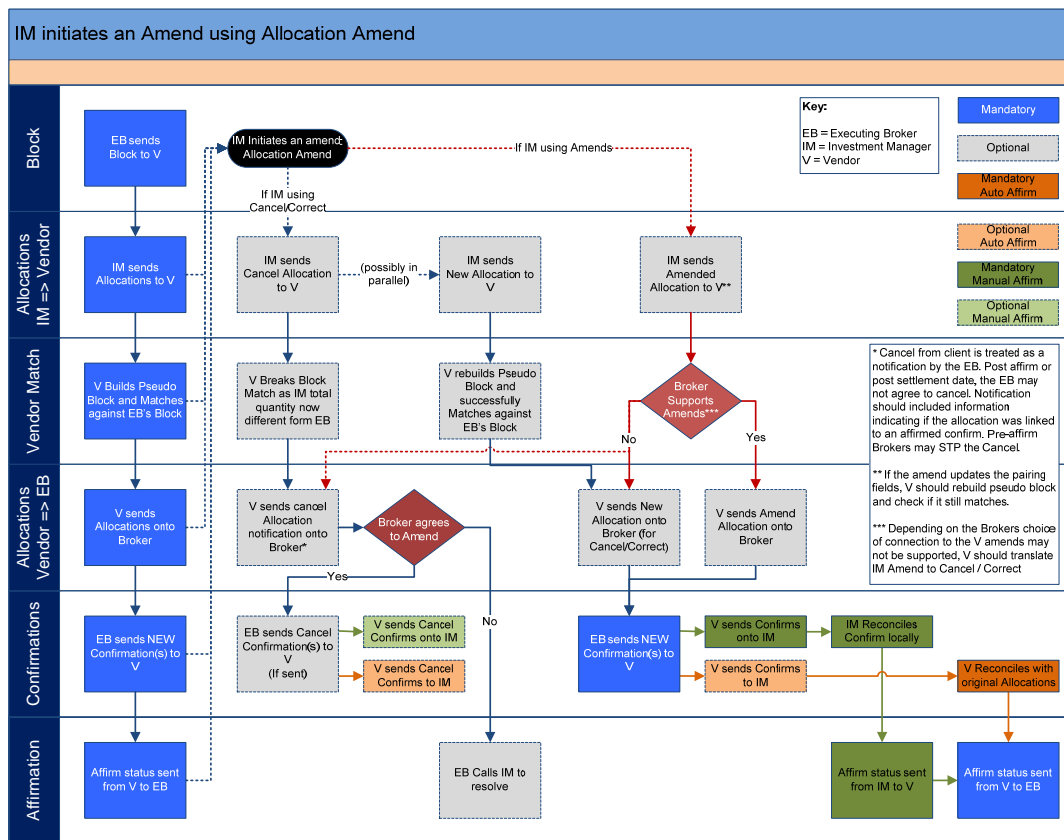 IM initiates an Amend using Allocation Amend
Block
EB sends
Block to V
IM Initiates an amend:
Allocation Amend
If IM using Amends
If IM using
Cancel/Correct
Key:
EB = Executing Broker
IM = Investment Manager
V = Vendor
Mandatory
Optional
Mandatory
Auto Affirm
Optional
Auto Affirm
Mandatory
Manual Affirm
Optional
Manual Affirm
Allocations
IM => Vendor
IM sends
Allocations to V
IM sends
Cancel Allocation
to V
(possibly in
parallel)
IM sends
New Allocation to
V
IM sends
Amended
Allocation to V**
Vendor Match
V Builds Pseudo
Block and Matches
against EB's Block
V Breaks Block
Match as IM total
quantity now
different form EB
V rebuilds Pseudo
Block and
successfully
Matches against
EB's Block
Broker
Supports
Amends***
No
Yes
* Cancel from client is treated as a
notification by the EB. Post affirm or
post settlement date, the EB may
not agree to cancel. Notification
should included information
indicating if the allocation was linked
to an affirmed confirm. Pre-affirm
Brokers may STP the Cancel.
** If the amend updates the pairing
fields, V should rebuild pseudo block
and check if it still matches.
*** Depending on the Brokers choice
of connection to the V amends may
not be supported, V should translate
IM Amend to Cancel / Correct
Allocations
Vendor => EB
V sends
Allocations onto
Broker
V sends cancel
Allocation
notification onto
Broker*
Broker agrees
to Amend
V sends New
Allocation onto
Broker (for
Cancel/Correct)
V sends Amend
Allocation onto
Broker
Yes
No
Confirmations
EB sends NEW
Confirmation(s) to
V
EB sends Cancel
Confirmation(s) to
V
(If sent)
V sends Cancel
Confirms onto IM
V sends Cancel
Confirms to IM
EB sends NEW
Confirmation(s) to
V
V sends Confirms
onto IM
IM Reconciles
Confirm locally
V sends Confirms
to IM
V Reconciles with
original Allocations
Affirmation
Affirm status sent
from V to EB
EB Calls IM to
resolve
Affirm status sent
from IM to V
Affirm status sent
from V to EB